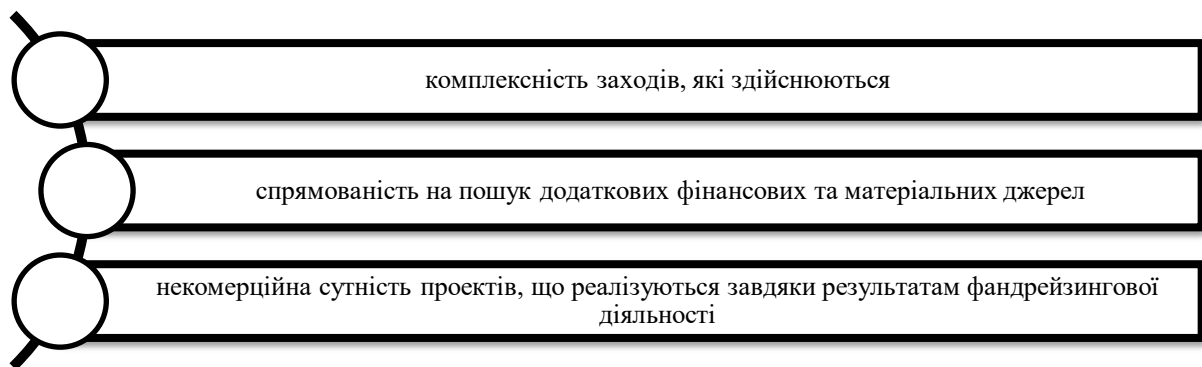 комплексність заходів, які здійснюються
спрямованість на пошук додаткових фінансових та матеріальних джерел
некомерційна сутність проектів, що реалізуються завдяки результатам фандрейзингової
діяльності